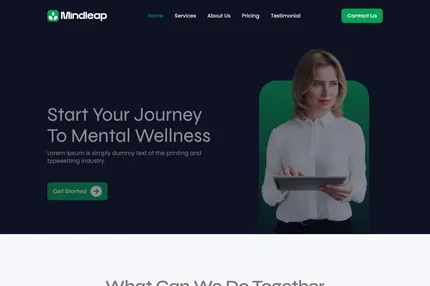 Mindleap
Home Services About Us Pricing Testimonial Contact Us
Start Your Journey
To Mental Wellness
Lorem Ipsum is simply dummy text of the printing and
typesetting industry.
Get Started
What Can We Do Together